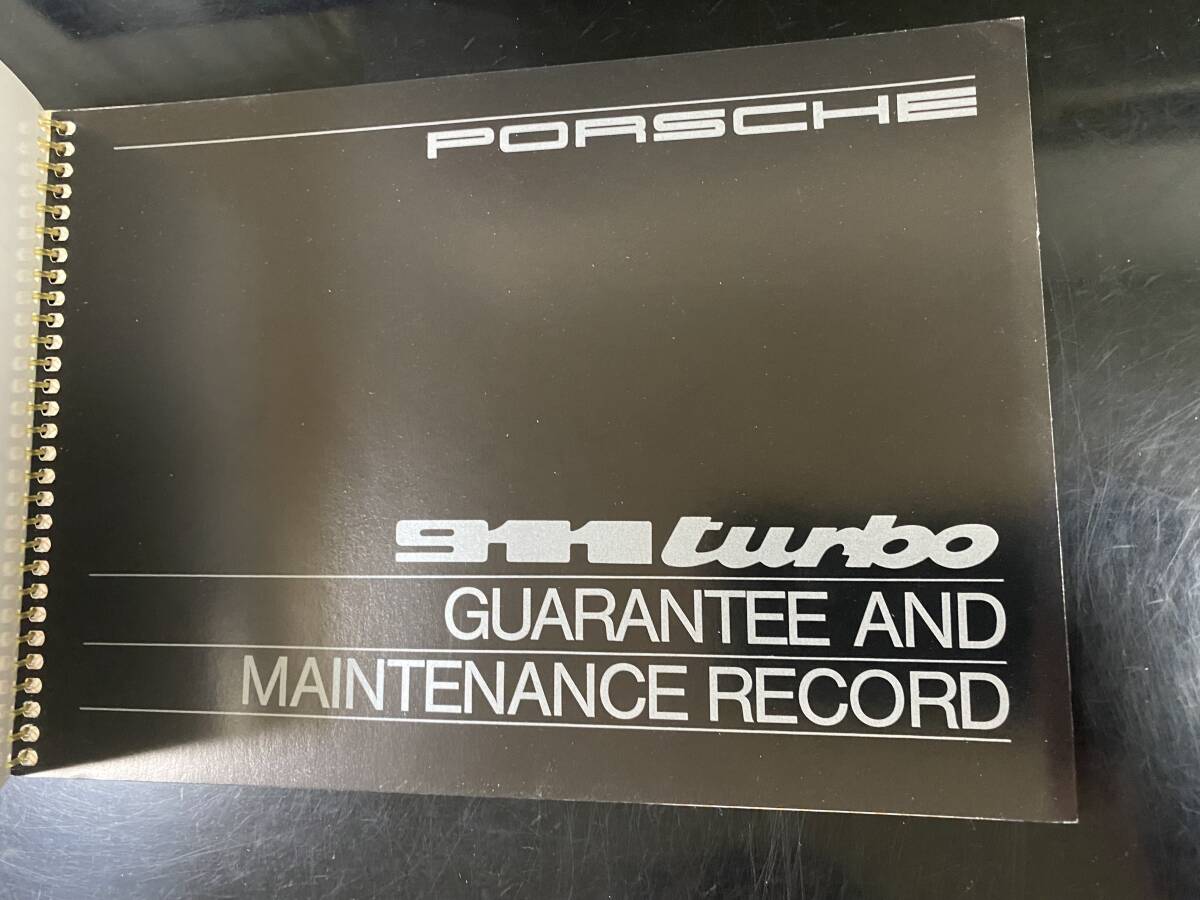 PORSCHE
911 turbo
GUARANTEE AND
MAINTENANCE RECORD